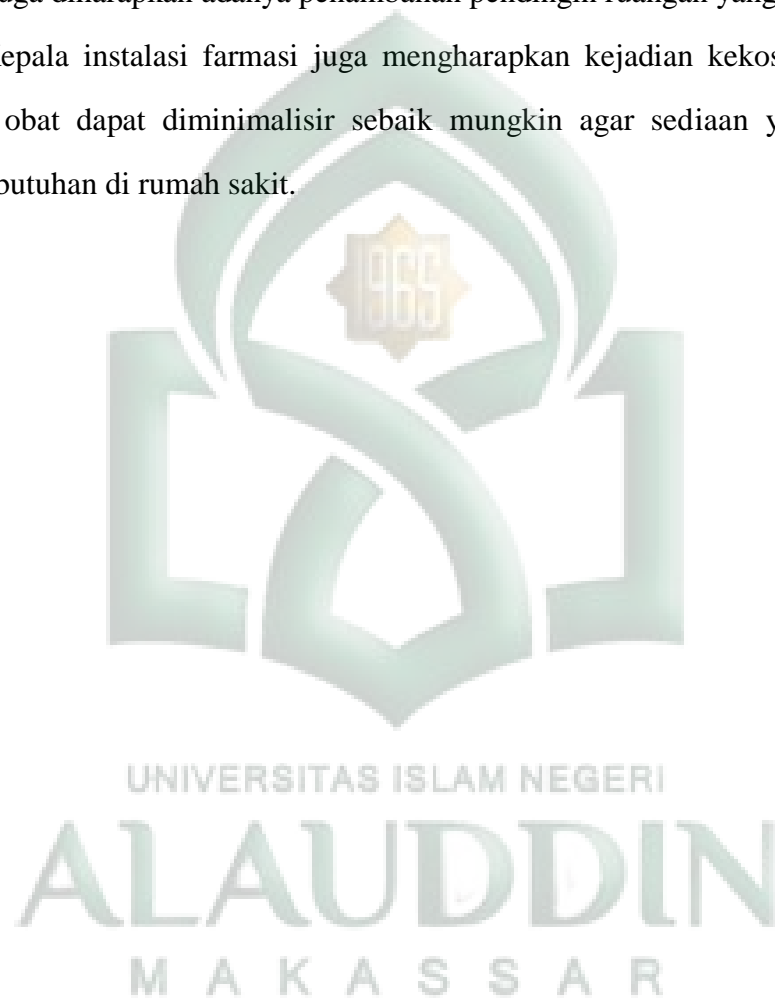 diharapkan adanya penambahan pendingin ruangan yang
epala instalasi farmasi juga mengharapkan kejadian kekos
obat dapat diminimalisir sebaik mungkin agar sediaan y
butuhan di rumah sakit.
1965
UNIVERSITAS ISLAM NEGERI
ALAUDDIN
MAKASSAR